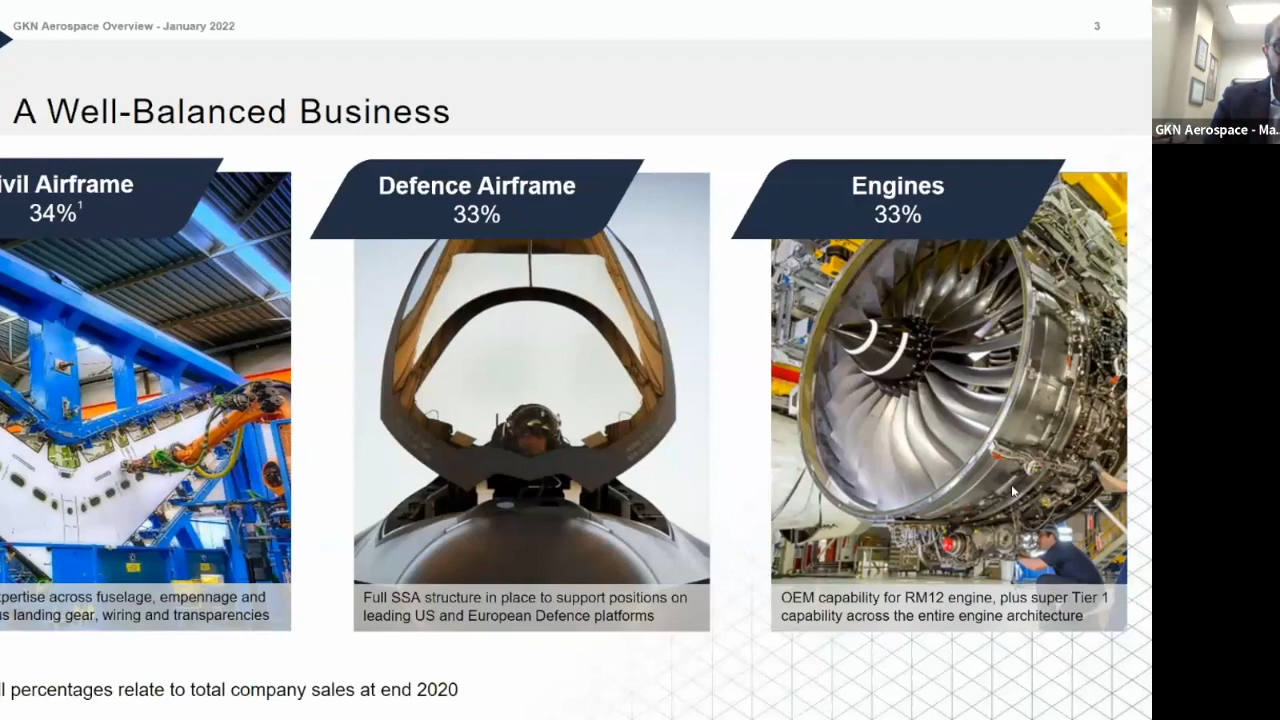 GKN Aerospace Overview - January 2022
3
A Well-Balanced Business
GKN Aerospace - Ma...
ivil Airframe
34%¹
Defence Airframe
33%
Engines
33%
pertise across fuselage, empennage and
s landing gear, wiring and transparencies
Full SSA structure in place to support positions on
leading US and European Defence platforms
OEM capability for RM12 engine, plus super Tier 1
capability across the entire engine architecture
ll percentages relate to total company sales at end 2020